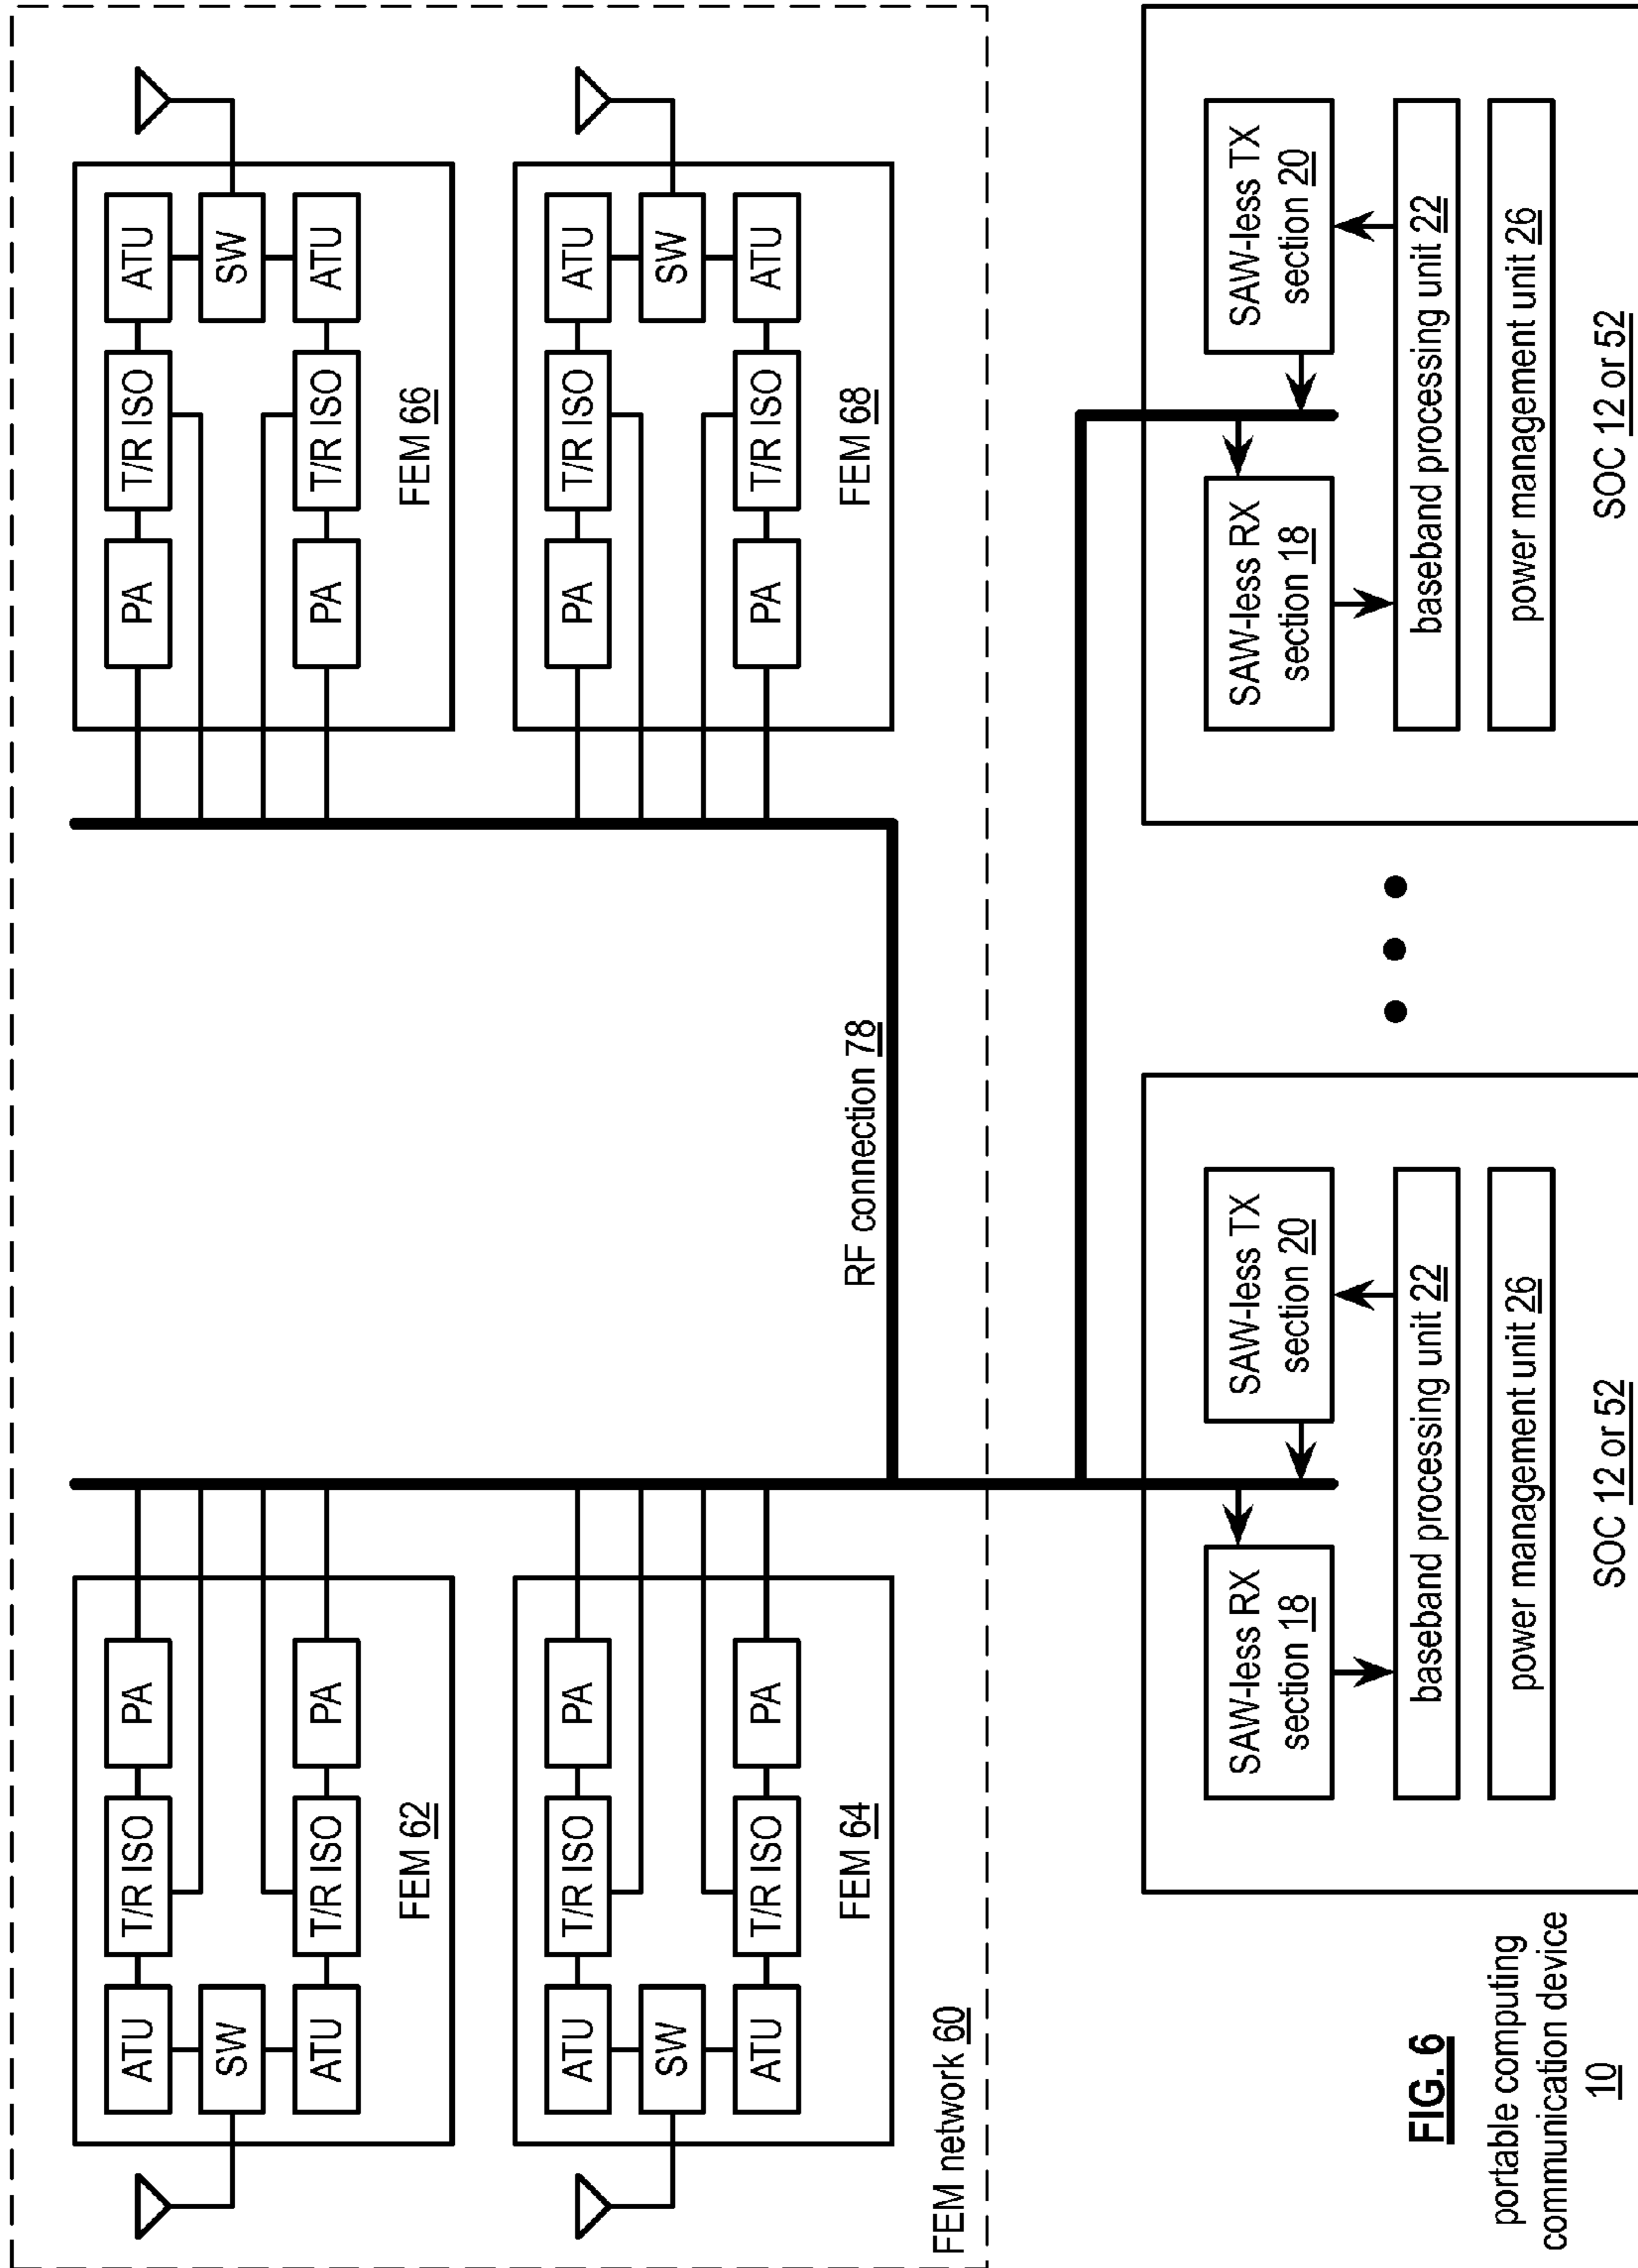 ATU
T/R ISO
PA
SW
ATU
T/R ISO
PA
FEM 62
PA
T/R ISO
ATU
SW
PA
T/R ISO
ATU
FEM 66
ATU
T/R ISO
PA
SW
ATU
T/R ISO
PA
FEM 64
PA
T/R ISO
ATU
SW
PA
T/R ISO
ATU
FEM 68
RF connection 78
FEM network 60
SAW-less RX
section 18
SAW-less TX
section 20
baseband processing unit 22
power management unit 26
SOC 12 or 52
SAW-less RX
section 18
SAW-less TX
section 20
baseband processing unit 22
power management unit 26
SOC 12 or 52
FIG. 6
portable computing
communication device
10